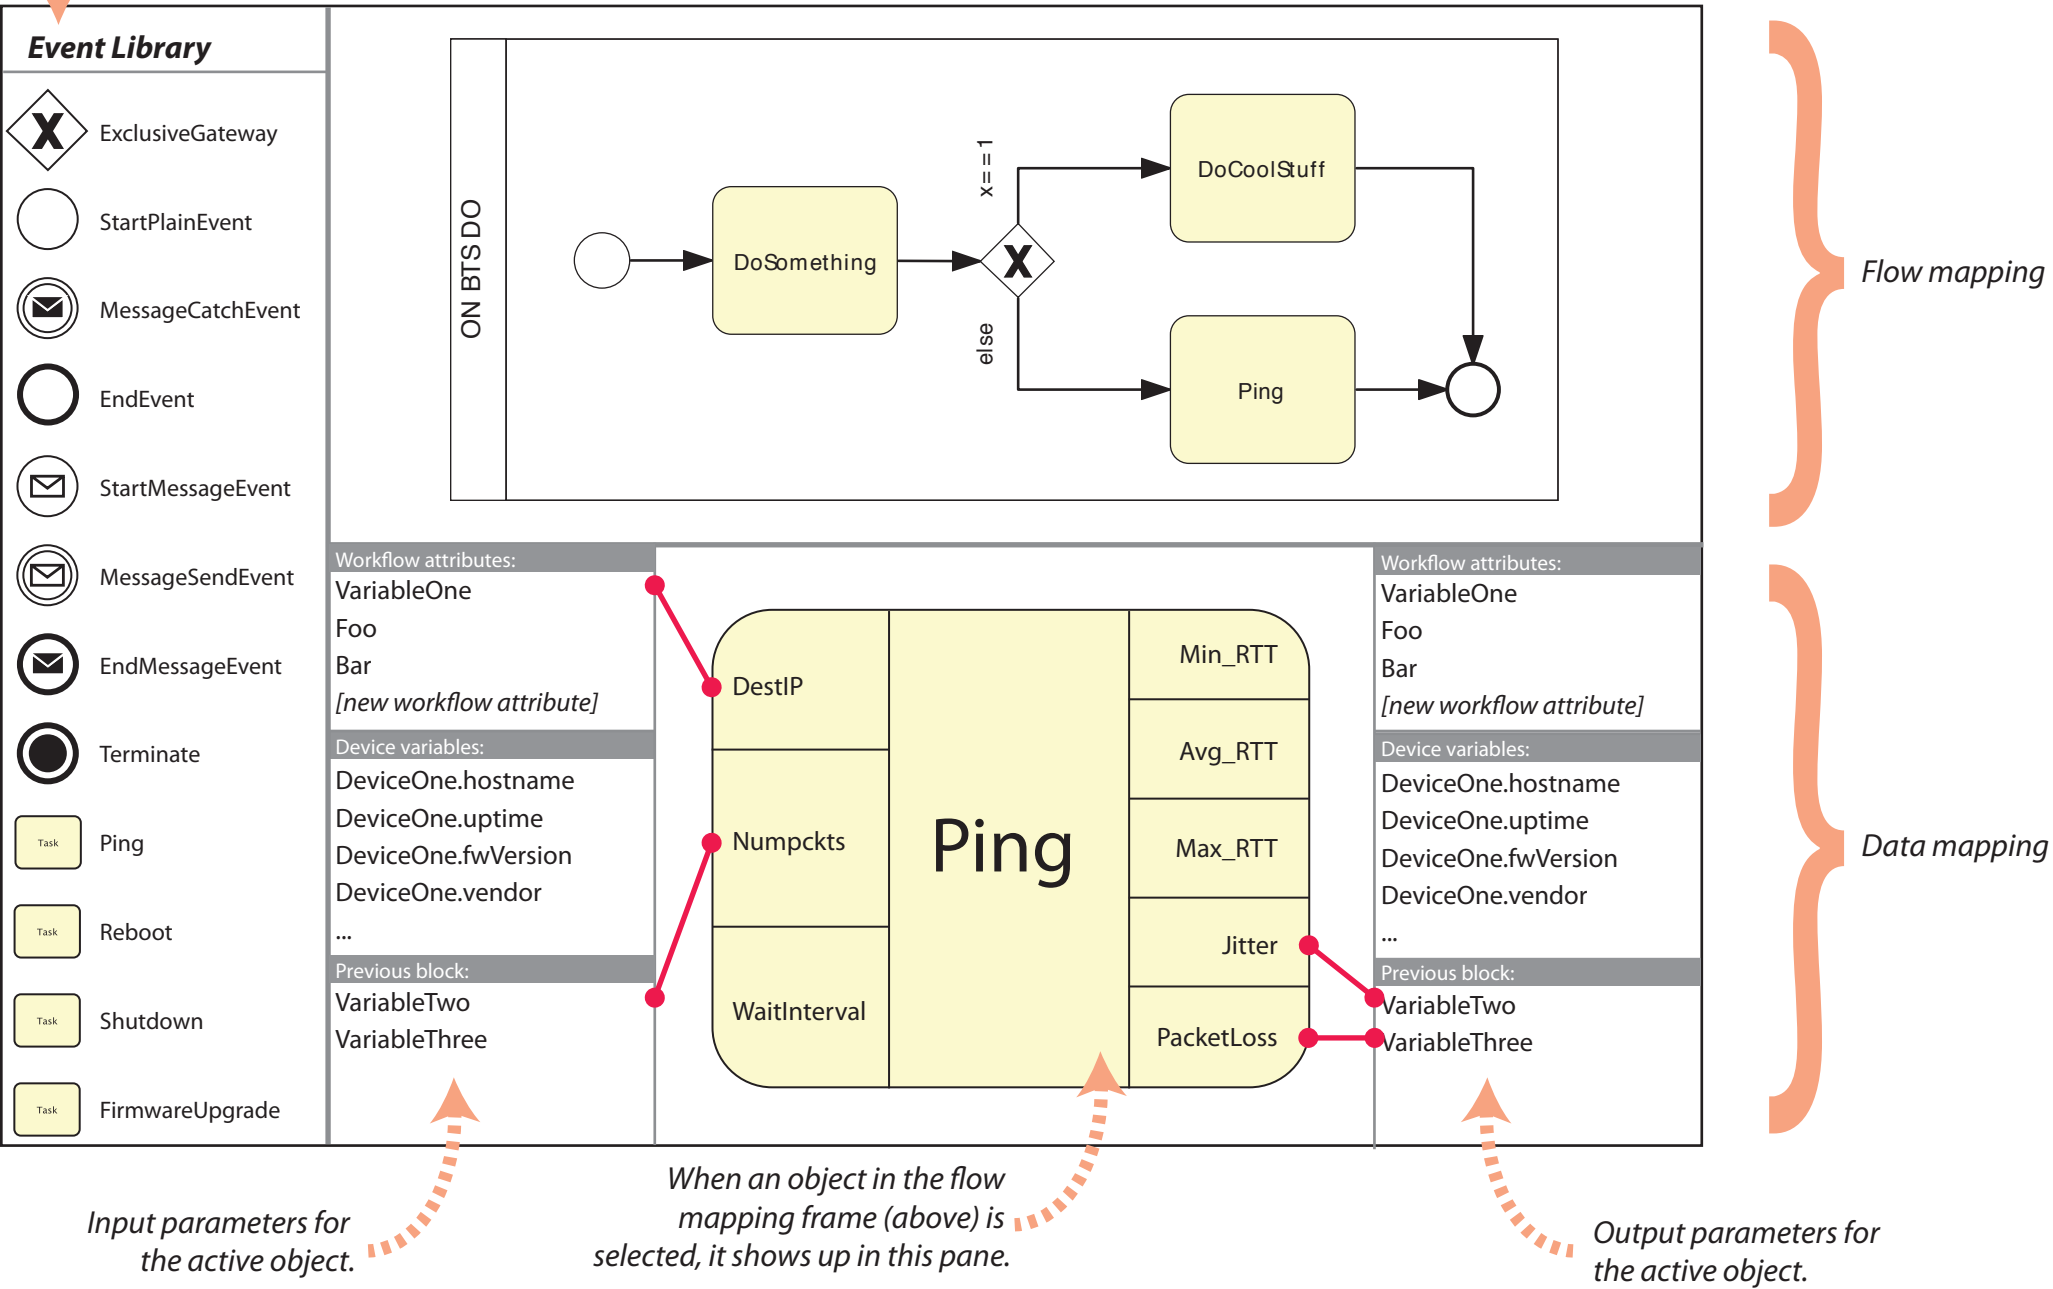 Event Library
ExclusiveGateway
StartPlainEvent
MessageCatchEvent
EndEvent
StartMessageEvent
MessageSendEvent
EndMessageEvent
Terminate
Task
Ping
Task
Reboot
Task
Shutdown
Task
FirmwareUpgrade
ON BTS DO
DoSomething
X
x==1
else
DoCoolStuff
Ping
Flow mapping
Workflow attributes:
VariableOne
Foo
Bar
[new workflow attribute]
Device variables:
DeviceOne.hostname
DeviceOne.uptime
DeviceOne.fwVersion
DeviceOne.vendor
...
Previous block:
VariableTwo
VariableThree
DestIP
Numpckts
WaitInterval
Ping
Min_RTT
Avg_RTT
Max_RTT
Jitter
PacketLoss
Workflow attributes:
VariableOne
Foo
Bar
[new workflow attribute]
Device variables:
DeviceOne.hostname
DeviceOne.uptime
DeviceOne.fwVersion
DeviceOne.vendor
...
Previous block:
VariableTwo
VariableThree
Data mapping
Input parameters for
the active object.
When an object in the flow
mapping frame (above) is
selected, it shows up in this pane.
Output parameters for
the active object.